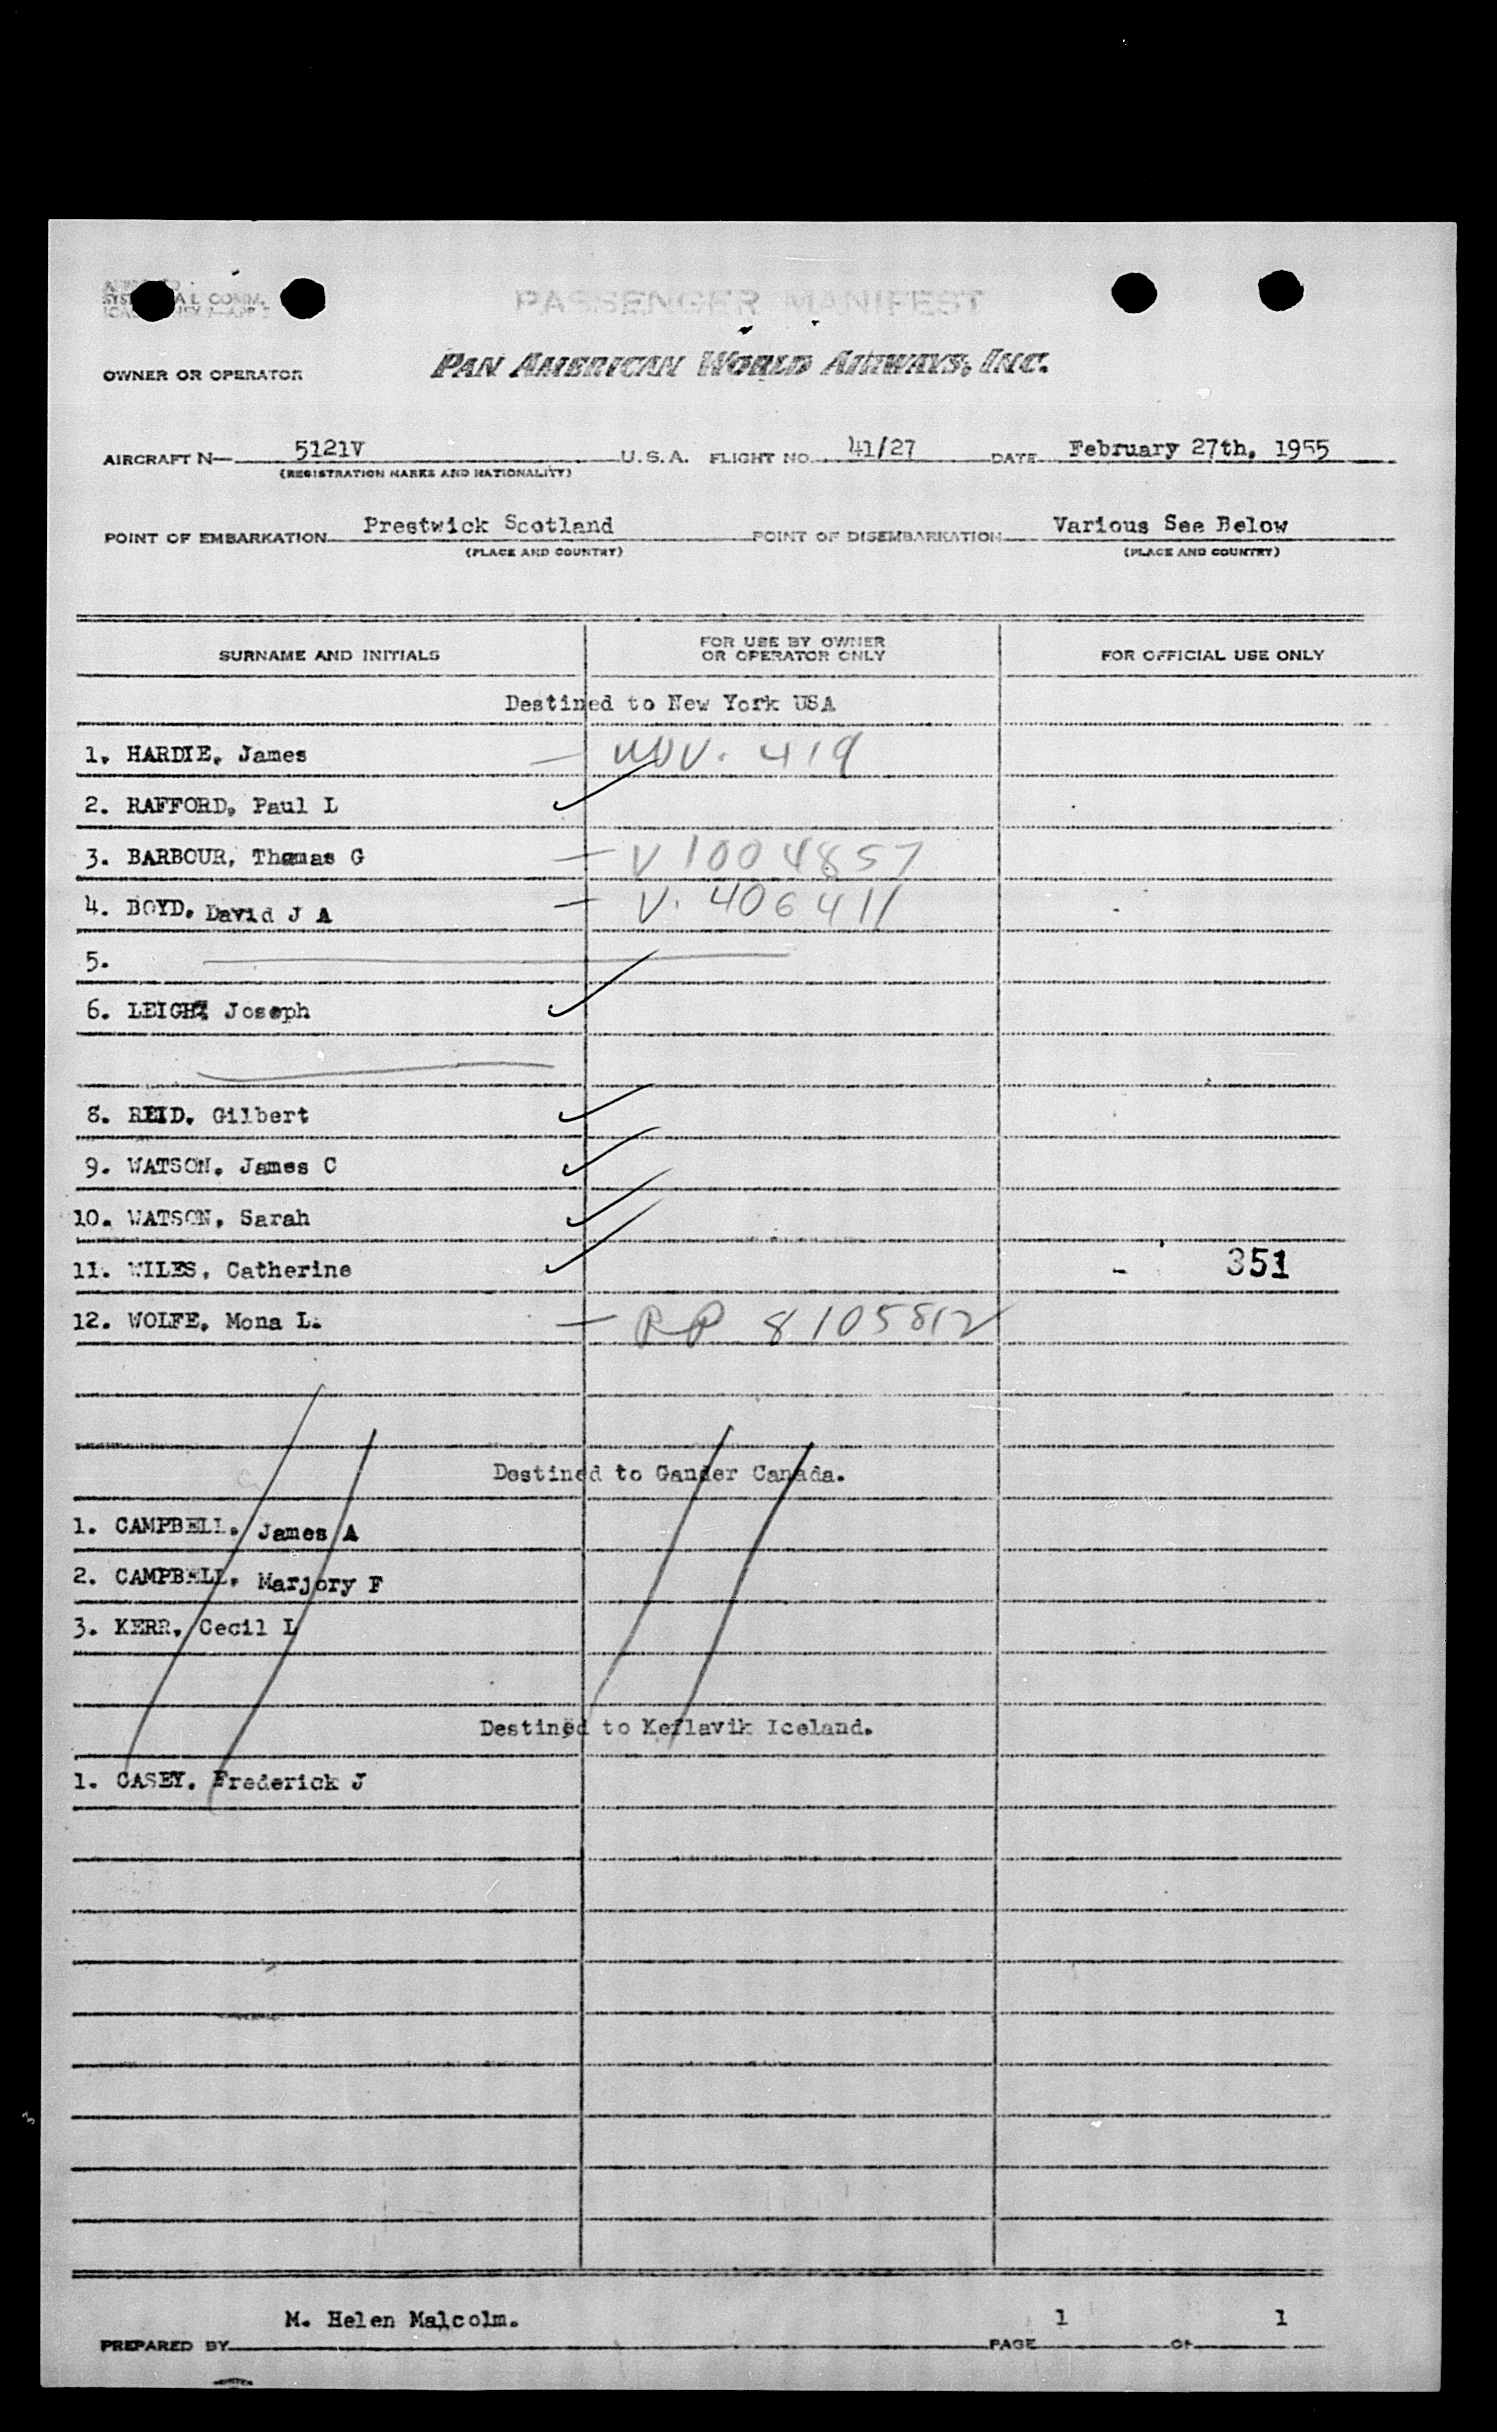 PASSENGER MANIFEST
OWNER OR OPERATOR PAN AMERICAN WORLD AIRWAYS, INC.
AIRCRAFT N— 5121V U.S.A. FLIGHT NO. 41/27 DATE February 27th, 1955
(REGISTRATION MARKS AND NATIONALITY)
POINT OF EMBARKATION Prestwick Scotland POINT OF DISEMBARKATION Various See Below
(PLACE AND COUNTRY) (PLACE AND COUNTRY)
SURNAME AND INITIALS FOR USE BY OWNER OR OPERATOR ONLY FOR OFFICIAL USE ONLY
Destined to New York USA
1. HARDIE, James — 419
2. RAFFORD, Paul L
3. BARBOUR, Thomas G — V 1004857
4. BOYD, David J A — V. 406411
5.
6. LEIGH, Joseph
8. REID, Gilbert
9. WATSON, James C
10. WATSON, Sarah
11. WILES, Catherine - 351
12. WOLFE, Mona L. — RP 8105812
Destined to Gander Canada.
1. CAMPBELL, James A
2. CAMPBELL, Marjory F
3. KERR, Cecil L
Destined to Keflavik Iceland.
1. CASEY, Frederick J
M. Helen Malcolm. 1 1
PREPARED BY PAGE OF